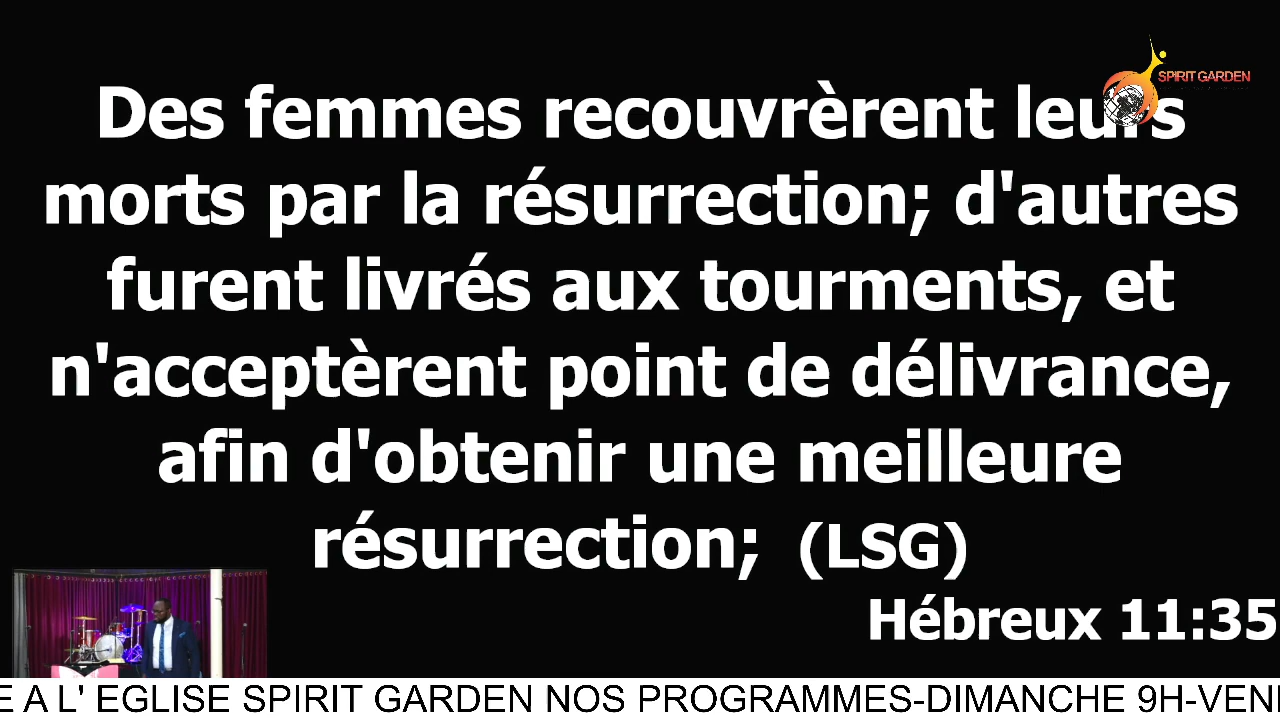 SPIRIT GARDEN
Des femmes recouvrèrent leurs
morts par la résurrection; d'autres
furent livrés aux tourments, et
n'acceptèrent point de délivrance,
afin d'obtenir une meilleure
résurrection; (LSG)
Hébreux 11:35
E A L' EGLISE SPIRIT GARDEN NOS PROGRAMMES-DIMANCHE 9H-VEN